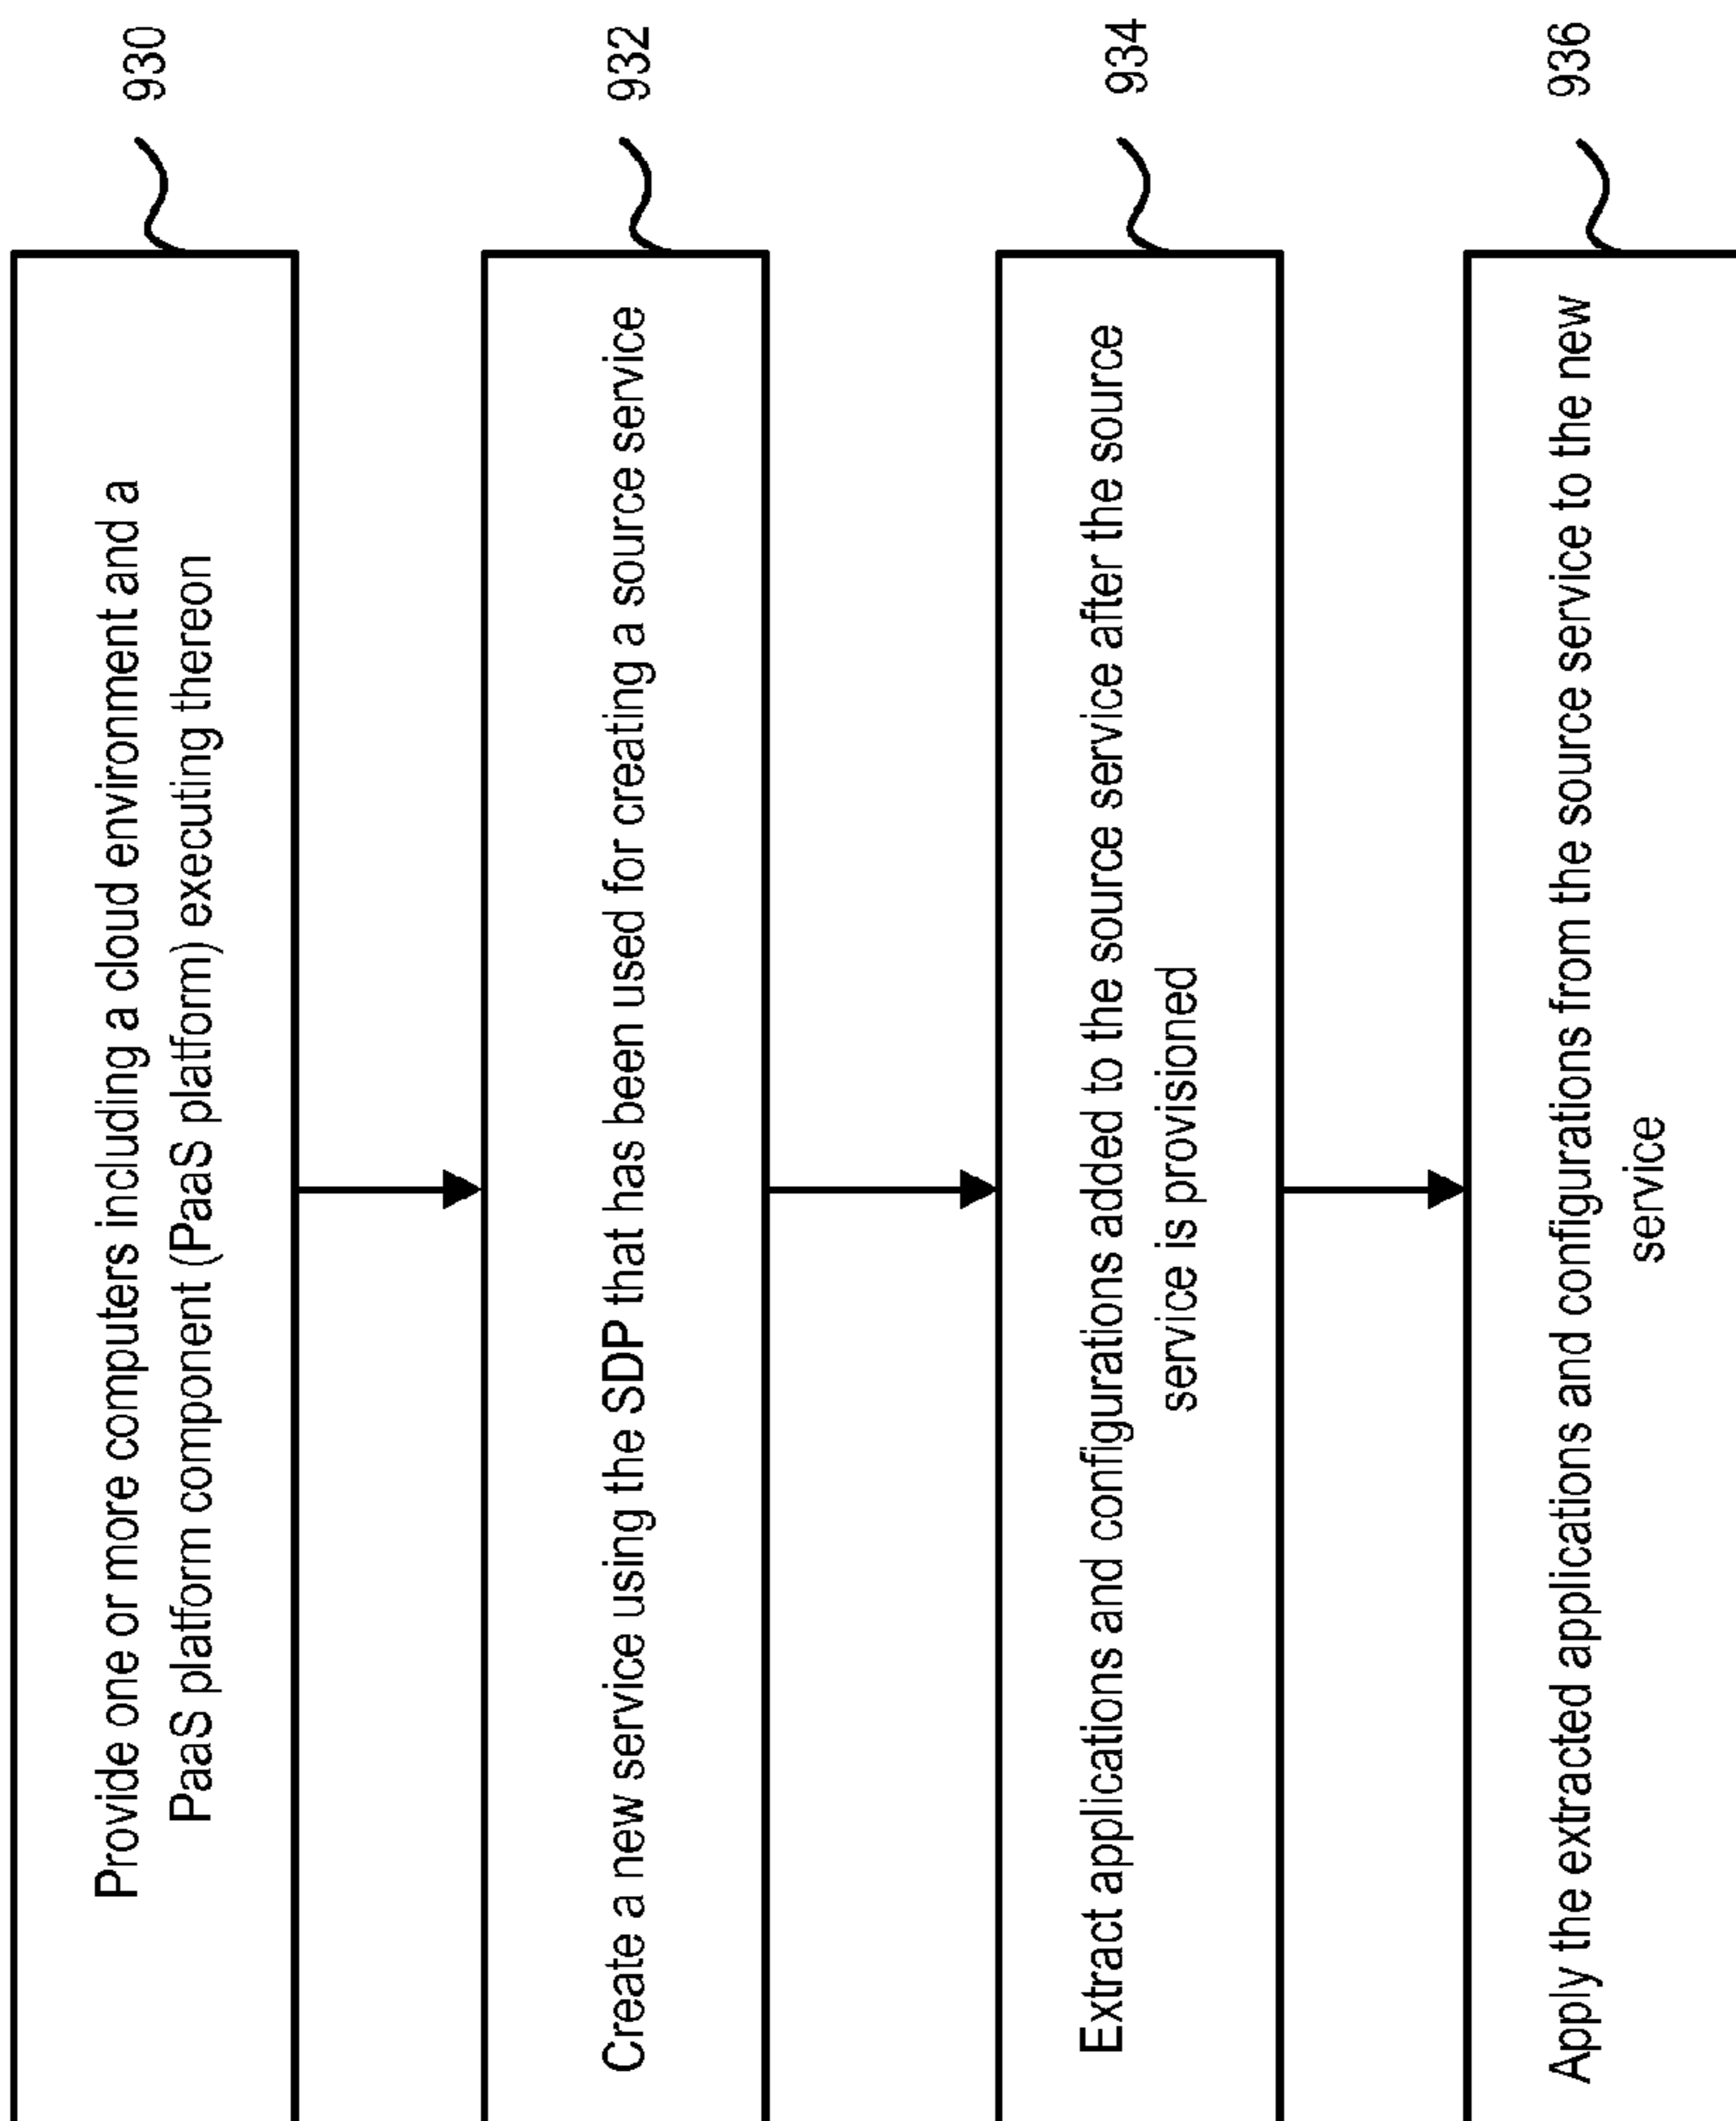 Provide one or more computers including a cloud environment and a
PaaS platform component (PaaS platform) executing thereon
930
Create a new service using the SDP that has been used for creating a source service
932
Extract applications and configurations added to the source service after the source
service is provisioned
934
Apply the extracted applications and configurations from the source service to the new
service
936